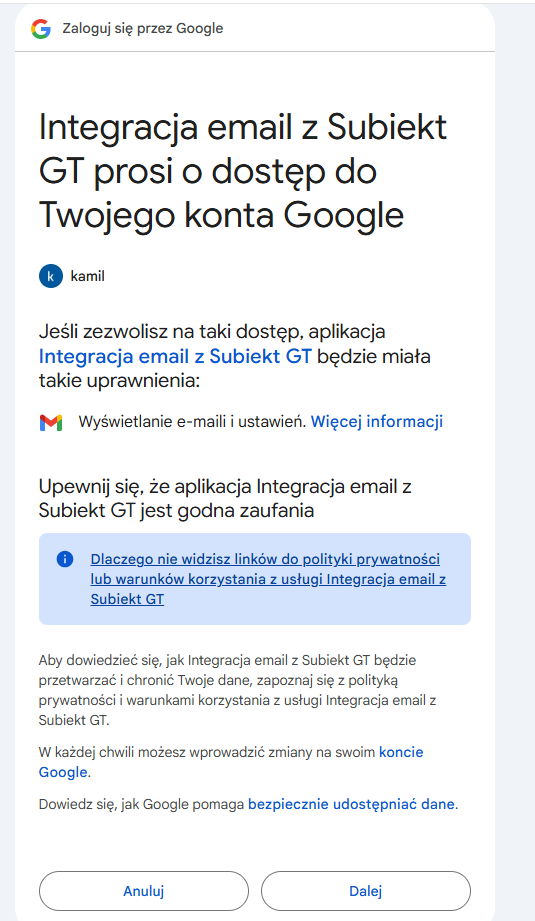 Zaloguj się przez Google
Integracja email z Subiekt
GT prosi o dostęp do
Twojego konta Google
k kamil
Jeśli zezwolisz na taki dostęp, aplikacja
Integracja email z Subiekt GT będzie miała
takie uprawnienia:
Wyświetlanie e-maili i ustawień. Więcej informacji
Upewnij się, że aplikacja Integracja email z
Subiekt GT jest godna zaufania
Dlaczego nie widzisz linków do polityki prywatności
lub warunków korzystania z usługi Integracja email z
Subiekt GT
Aby dowiedzieć się, jak Integracja email z Subiekt GT będzie
przetwarzać i chronić Twoje dane, zapoznaj się z polityką
prywatności i warunkami korzystania z usługi Integracja email z
Subiekt GT.
W każdej chwili możesz wprowadzić zmiany na swoim koncie
Google.
Dowiedz się, jak Google pomaga bezpiecznie udostępniać dane.
Anuluj
Dalej